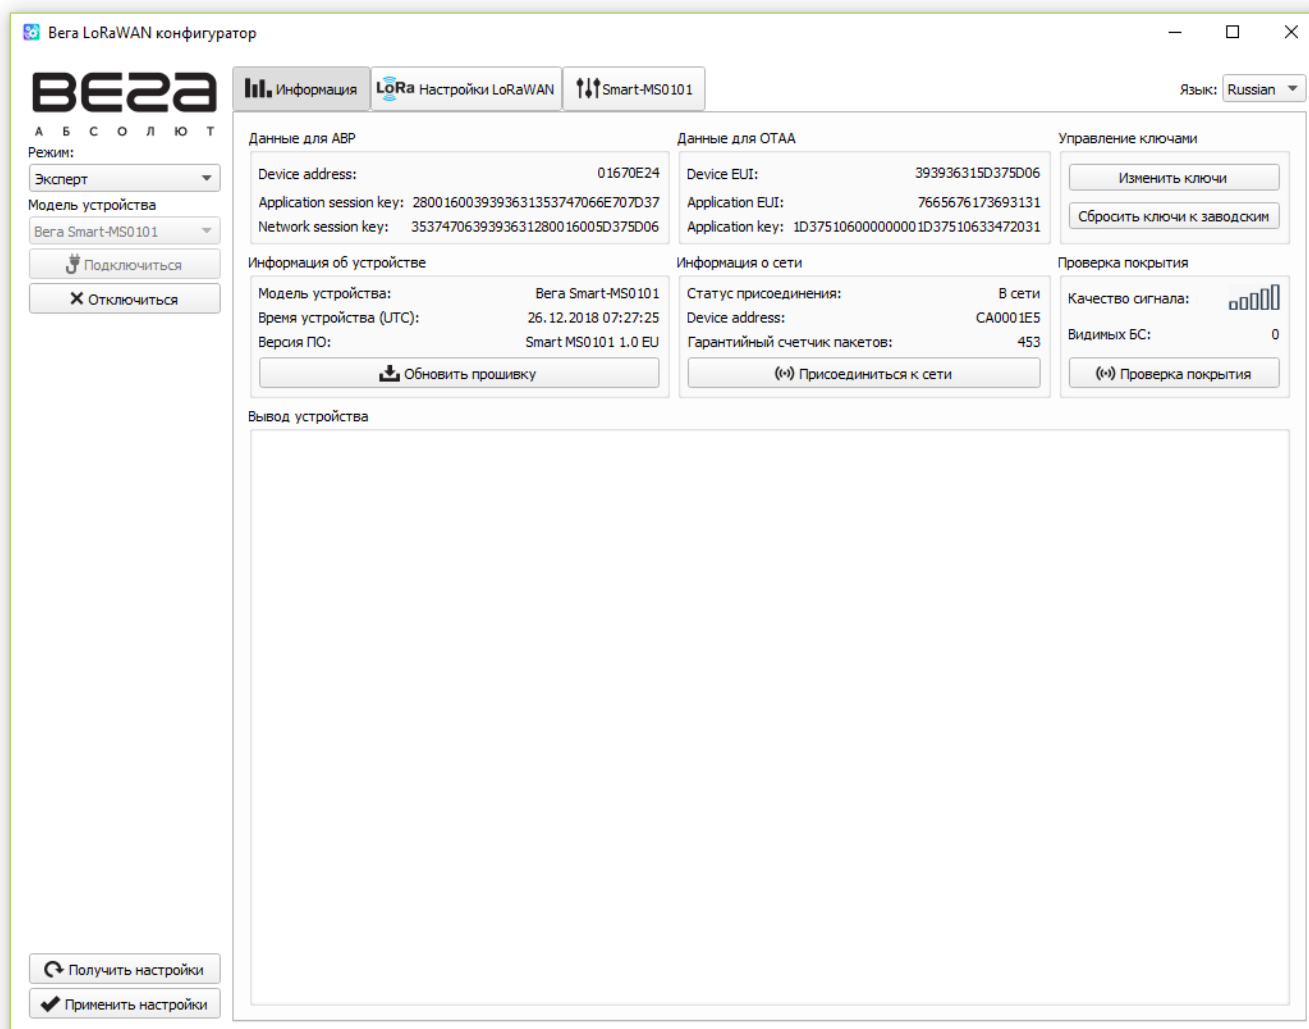 Вега LoRaWAN конфигуратор
ВЕГА
АБСОЛЮТ
Режим:
Эксперт
Модель устройства
Вега Smart-MS0101
Подключиться
Отключиться
Получить настройки
Применить настройки
Информация
LoRa Настройки LoRaWAN
Smart-MS0101
Язык: Russian
Данные для ABP
Device address: 01670E24
Application session key: 2800160039393631353747066E707D37
Network session key: 3537470639393631280016005D375D06
Данные для OTAA
Device EUI: 393936315D375D06
Application EUI: 7665676173693131
Application key: 1D375106000000001D37510633472031
Управление ключами
Изменить ключи
Сбросить ключи к заводским
Информация об устройстве
Модель устройства: Вега Smart-MS0101
Время устройства (UTC): 26.12.2018 07:27:25
Версия ПО: Smart MS0101 1.0 EU
Обновить прошивку
Информация о сети
Статус присоединения: В сети
Device address: CA0001E5
Гарантийный счетчик пакетов: 453
Присоединиться к сети
Проверка покрытия
Качество сигнала:
Видимых БС: 0
Проверка покрытия
Вывод устройства